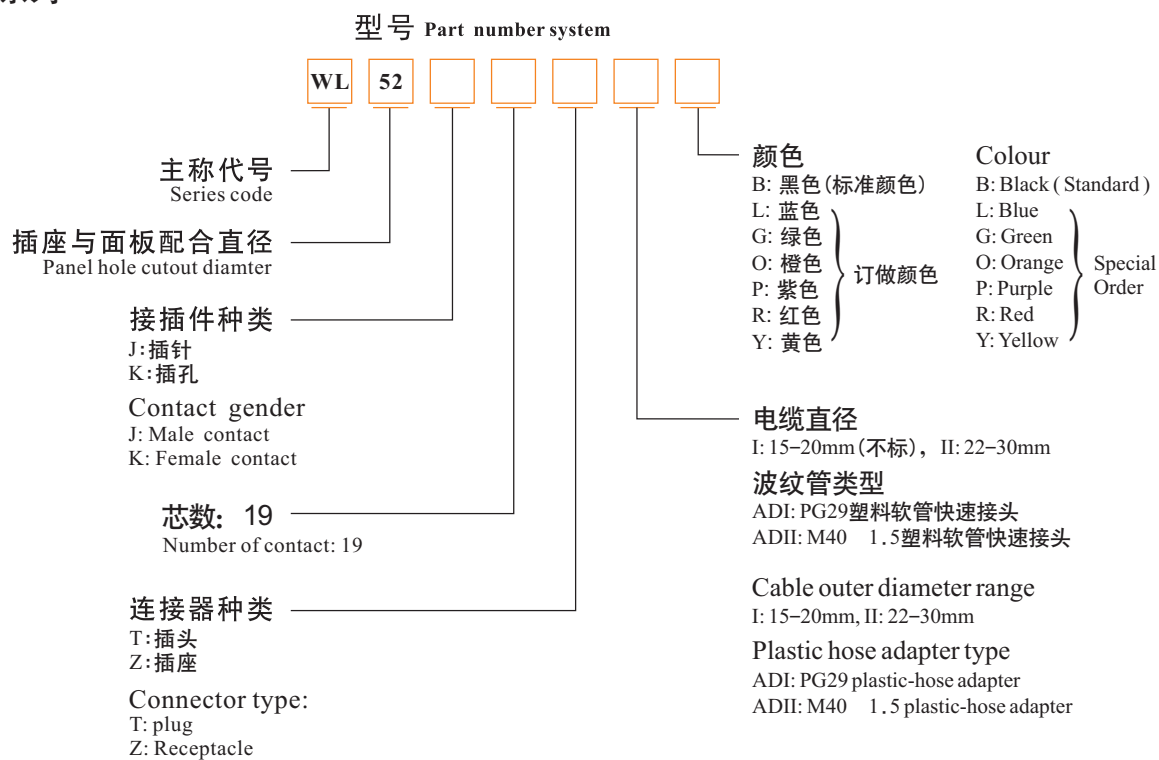 型号 Part number system
WL 52
主称代号
Series code
插座与面板配合直径
Panel hole cutout diamter
接插件种类
J:插针
K:插孔
Contact gender
J: Male contact
K: Female contact
芯数: 19
Number of contact: 19
连接器种类
T:插头
Z:插座
Connector type:
T: plug
Z: Receptacle
颜色
B: 黑色(标准颜色)
L: 蓝色
G: 绿色
O: 橙色
P: 紫色
R: 红色
Y: 黄色
订做颜色
Colour
B: Black ( Standard )
L: Blue
G: Green
O: Orange
P: Purple
R: Red
Y: Yellow
Special
Order
电缆直径
I: 15-20mm(不标), II: 22-30mm
波纹管类型
ADI: PG29塑料软管快速接头
ADII: M40 1.5塑料软管快速接头
Cable outer diameter range
I: 15-20mm, II: 22-30mm
Plastic hose adapter type
ADI: PG29 plastic-hose adapter
ADII: M40 1.5 plastic-hose adapter